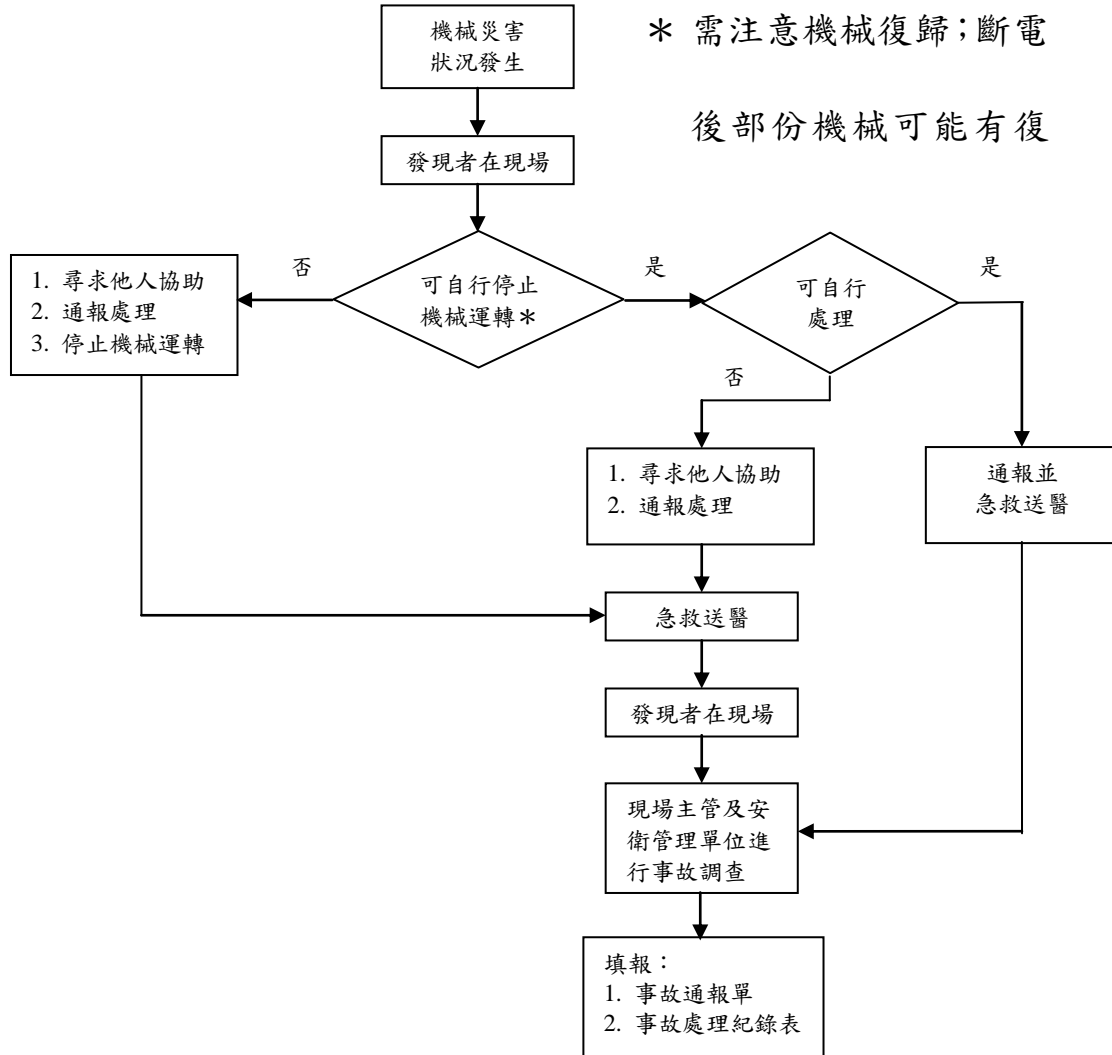 機械災害
狀況發生
＊ 需注意機械復歸；斷電
後部份機械可能有復
發現者在現場
否
是
是
1. 尋求他人協助
2. 通報處理
3. 停止機械運轉
可自行停止
機械運轉＊
可自行
處理
否
1. 尋求他人協助
2. 通報處理
通報並
急救送醫
急救送醫
發現者在現場
現場主管及安
衛管理單位進
行事故調查
填報：
1. 事故通報單
2. 事故處理紀錄表